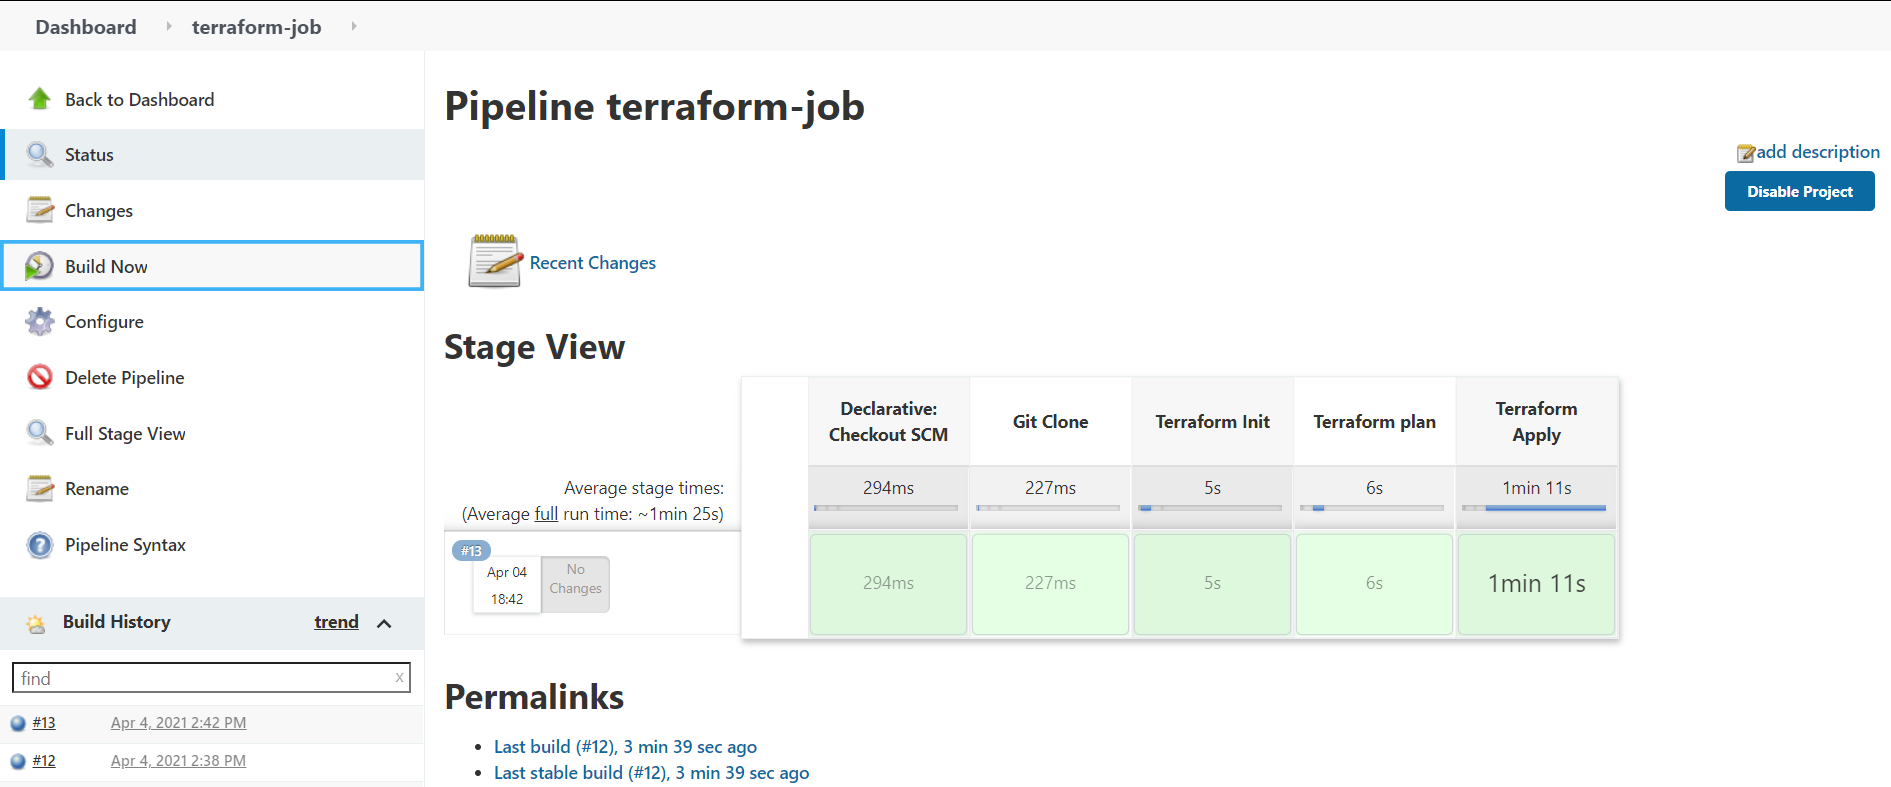 Dashboard
terraform-job
Back to Dashboard
Status
Changes
Build Now
Configure
Delete Pipeline
Full Stage View
Rename
Pipeline Syntax
Build History
trend
find
x
#13
Apr 4, 2021 2:42 PM
#12
Apr 4, 2021 2:38 PM
Pipeline terraform-job
add description
Disable Project
Recent Changes
Stage View
Declarative:
Checkout SCM
Git Clone
Terraform Init
Terraform plan
Terraform
Apply
Average stage times:
(Average full run time: ~1min 25s)
294ms
227ms
5s
6s
1min 11s
#13
Apr 04
18:42
No
Changes
294ms
227ms
5s
6s
1min 11s
Permalinks
Last build (#12), 3 min 39 sec ago
Last stable build (#12), 3 min 39 sec ago